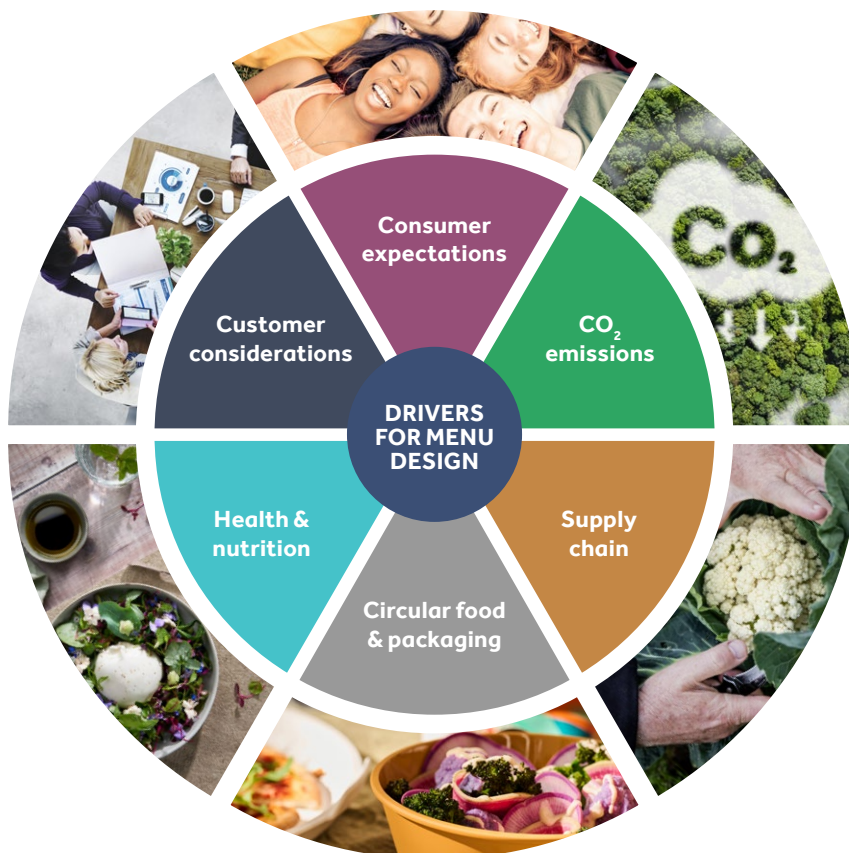 Consumer
expectations
CO₂
emissions
Supply
chain
Circular food
& packaging
Health &
nutrition
Customer
considerations
DRIVERS
FOR MENU
DESIGN
CO₂